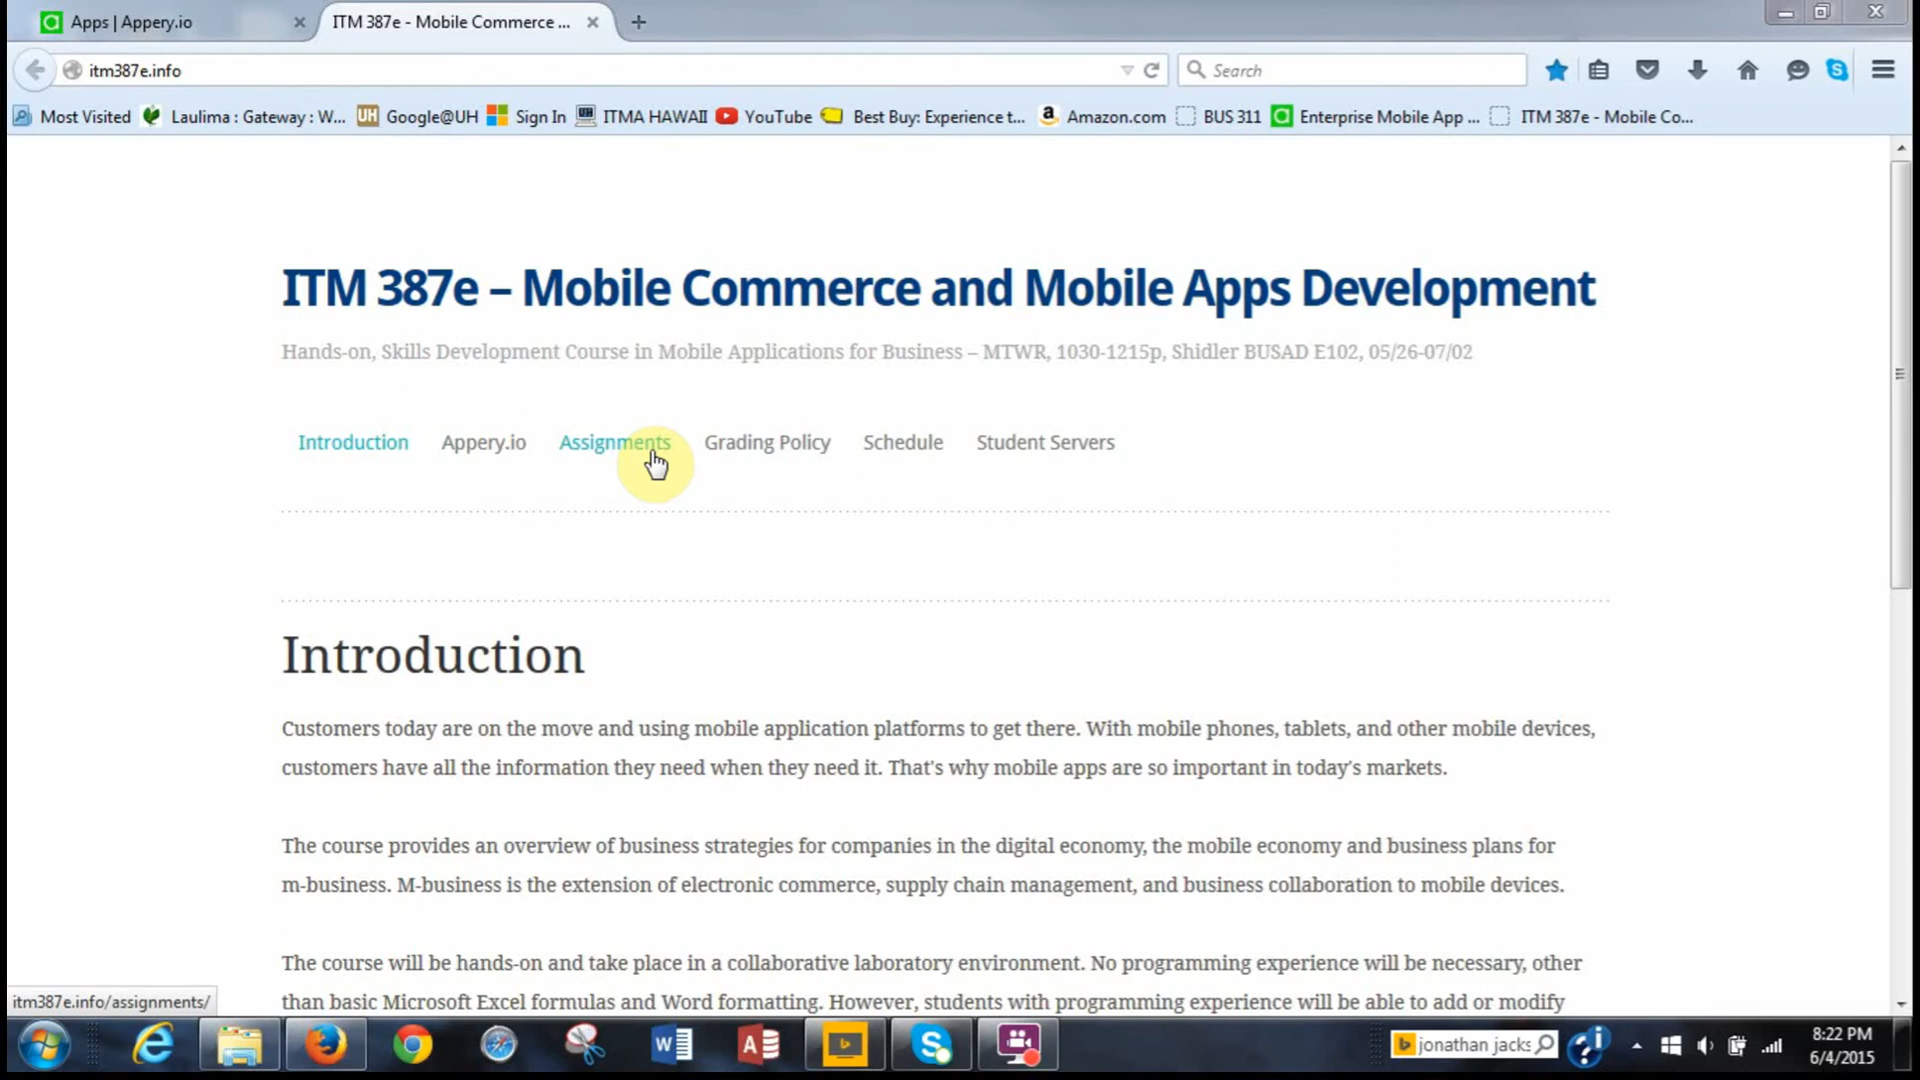 Apps | Appery.io
ITM 387e - Mobile Commerce ...
itm387e.info
Search
Most Visited
Laulima : Gateway : W...
UH Google@UH
Sign In
ITMA HAWAII
YouTube
Best Buy: Experience t...
a Amazon.com
BUS 311
Enterprise Mobile App ...
ITM 387e - Mobile Co...
ITM 387e – Mobile Commerce and Mobile Apps Development
Hands-on, Skills Development Course in Mobile Applications for Business – MTWR, 1030-1215p, Shidler BUSAD E102, 05/26-07/02
Introduction Appery.io Assignments Grading Policy Schedule Student Servers
Introduction
Customers today are on the move and using mobile application platforms to get there. With mobile phones, tablets, and other mobile devices,
customers have all the information they need when they need it. That's why mobile apps are so important in today's markets.
The course provides an overview of business strategies for companies in the digital economy, the mobile economy and business plans for
m-business. M-business is the extension of electronic commerce, supply chain management, and business collaboration to mobile devices.
The course will be hands-on and take place in a collaborative laboratory environment. No programming experience will be necessary, other
than basic Microsoft Excel formulas and Word formatting. However, students with programming experience will be able to add or modify
itm387e.info/assignments/
jonathan jacks
8:22 PM
6/4/2015